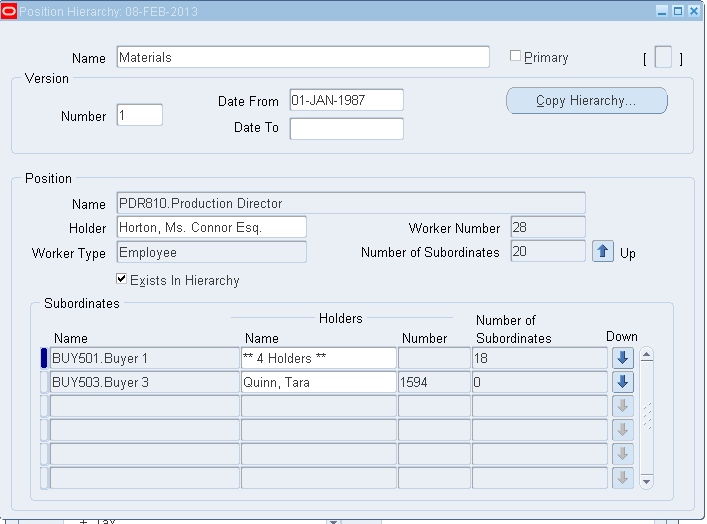 Position Hierarchy: 08-FEB-2013
Name Materials Primary [ ]
Version
Number 1 Date From 01-JAN-1987 Copy Hierarchy...
Date To
Position
Name PDR810.Production Director
Holder Horton, Ms. Connor Esq. Worker Number 28
Worker Type Employee Number of Subordinates 20 Up
Exists In Hierarchy
Subordinates
Holders Number of
Name Name Number Subordinates Down
BUY501.Buyer 1 ** 4 Holders ** 18
BUY503.Buyer 3 Quinn, Tara 1594 0
+ Tax